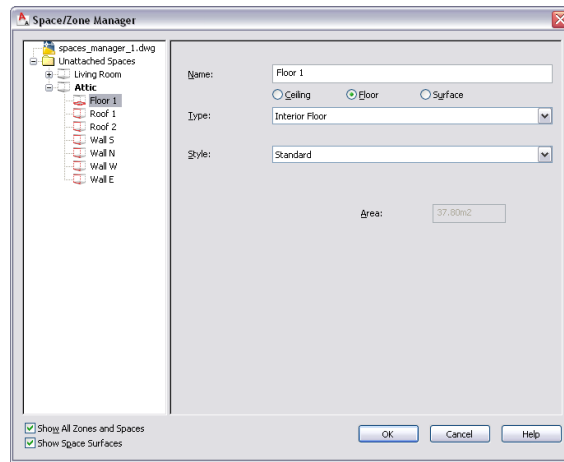 Space/Zone Manager
spaces_manager_1.dwg
Unattached Spaces
Living Room
Attic
Floor 1
Roof 1
Roof 2
Wall S
Wall N
Wall W
Wall E
Name: Floor 1
Ceiling Floor Surface
Type: Interior Floor
Style: Standard
Area: 37.80m2
Show All Zones and Spaces
Show Space Surfaces
OK Cancel Help